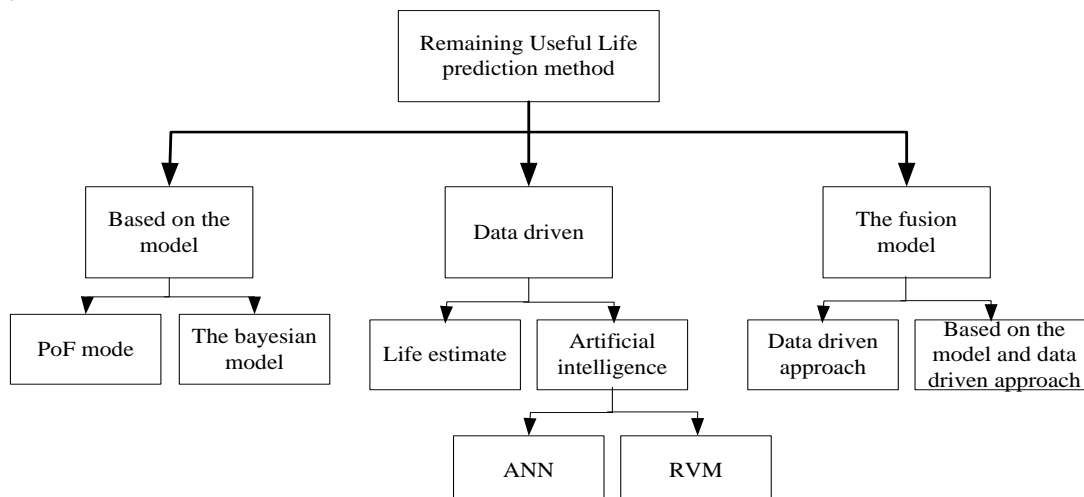 Remaining Useful Life
prediction method
Based on the
model
Data driven
The fusion
model
PoF mode
The bayesian
model
Life estimate
Artificial
intelligence
Data driven
approach
Based on the
model and data
driven approach
ANN
RVM